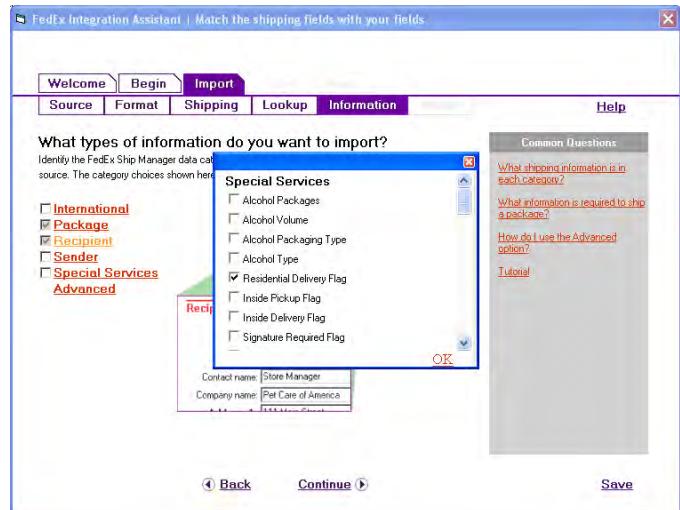 FedEx Integration Assistant | Match the shipping fields with your fields
Welcome Begin Import
Source Format Shipping Lookup Information
Help
What types of information do you want to import?
Identify the FedEx Ship Manager data cat
source. The category choices shown here
International
Package
Recipient
Sender
Special Services
Advanced
Special Services
Alcohol Packages
Alcohol Volume
Alcohol Packaging Type
Alcohol Type
Residential Delivery Flag
Inside Pickup Flag
Inside Delivery Flag
Signature Required Flag
OK
Recip
Contact name: Store Manager
Company name: Pet Care of America
Common Questions
What shipping information is in
each category?
What information is required to ship
a package?
How do I use the Advanced
option?
Tutorial
Back Continue Save